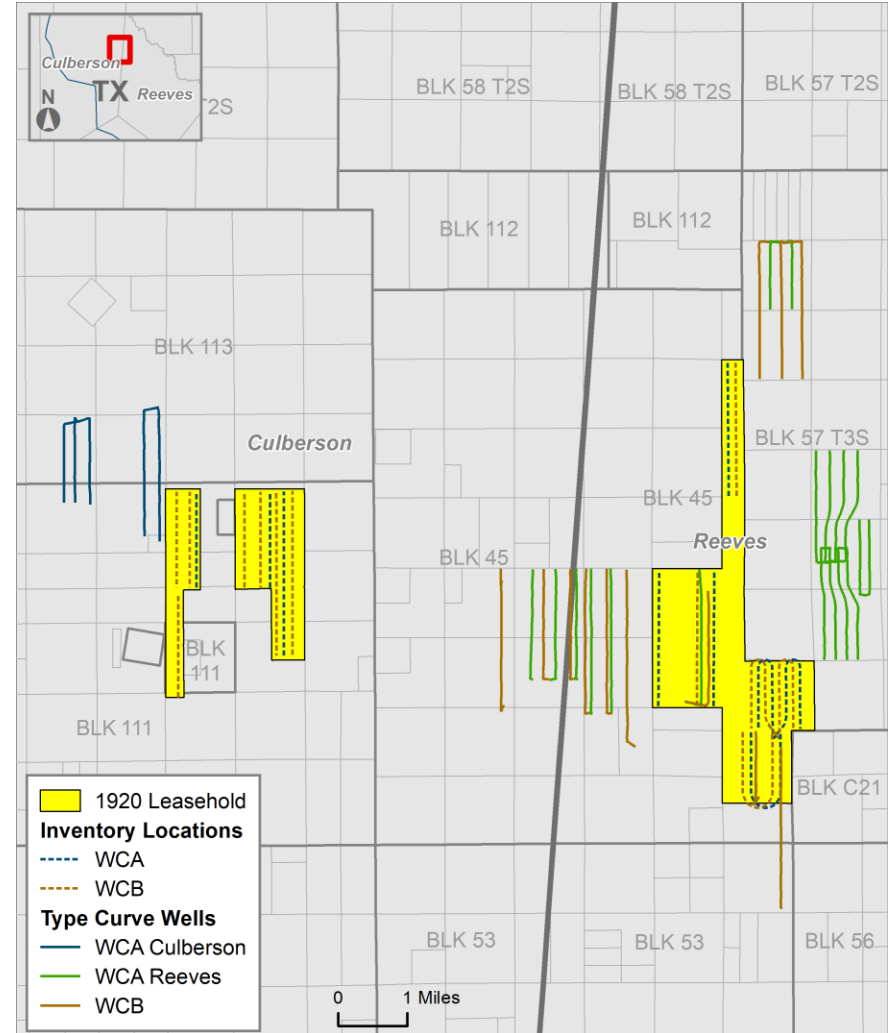 Culberson
TX Reeves
N
T2S
BLK 58 T2S
BLK 58 T2S
BLK 57 T2S
BLK 112
BLK 112
BLK 113
Culberson
BLK 57 T3S
BLK 45
Reeves
BLK 45
BLK
111
BLK 111
BLK C21
1920 Leasehold
Inventory Locations
WCA
WCB
Type Curve Wells
WCA Culberson
WCA Reeves
WCB
BLK 53
BLK 53
BLK 56
0 1 Miles